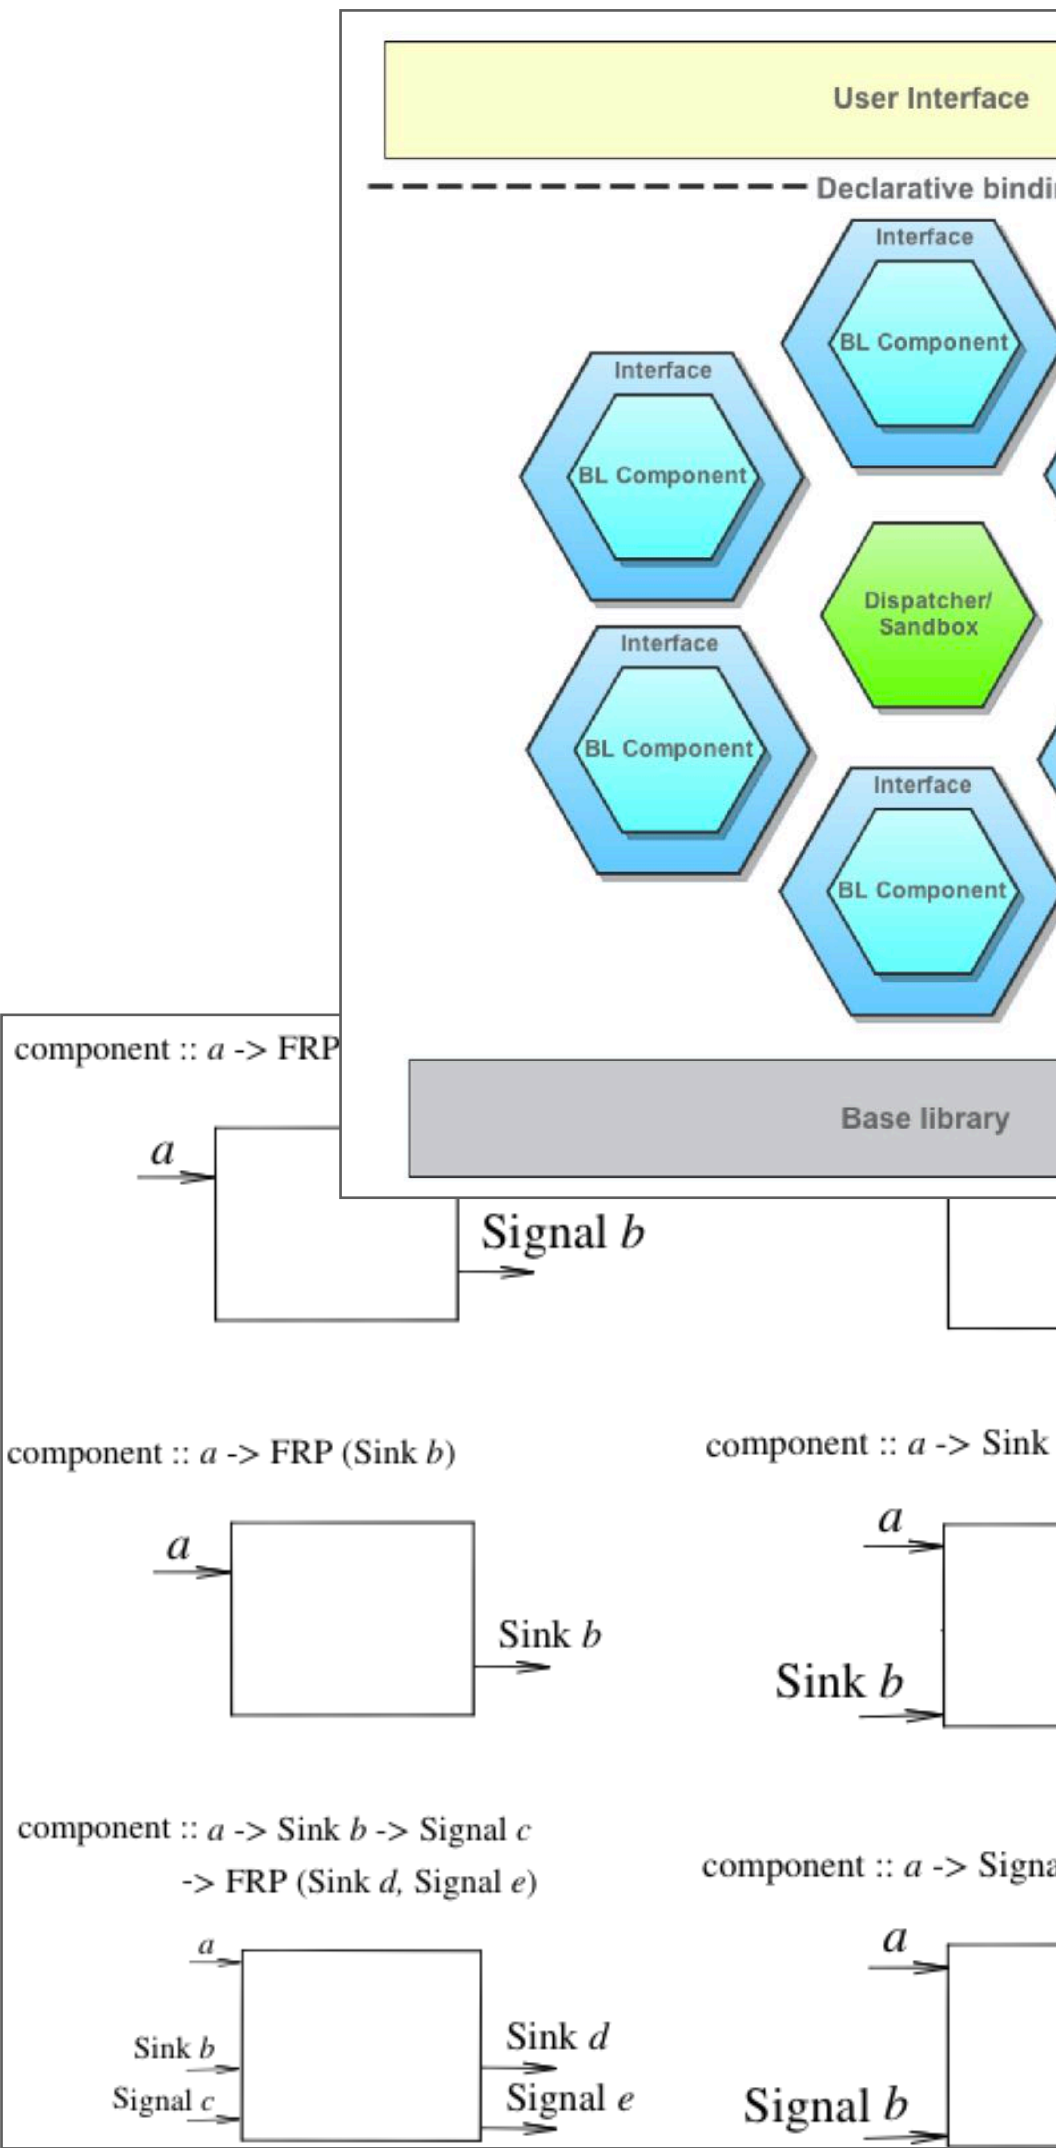 User Interface
Declarative
Interface
BL Component
Interface
BL Component
Dispatcher/
Sandbox
Interface
BL Component
Interface
BL Component
Base library
component :: a -> FRP
a
Signal b
component :: a -> FRP (Sink b)
a
Sink b
component :: a -> Sink
a
Sink b
component :: a -> Sink b -> Signal c
-> FRP (Sink d, Signal e)
a
Sink b
Signal c
Sink d
Signal e
component :: a ->
a
Signal b